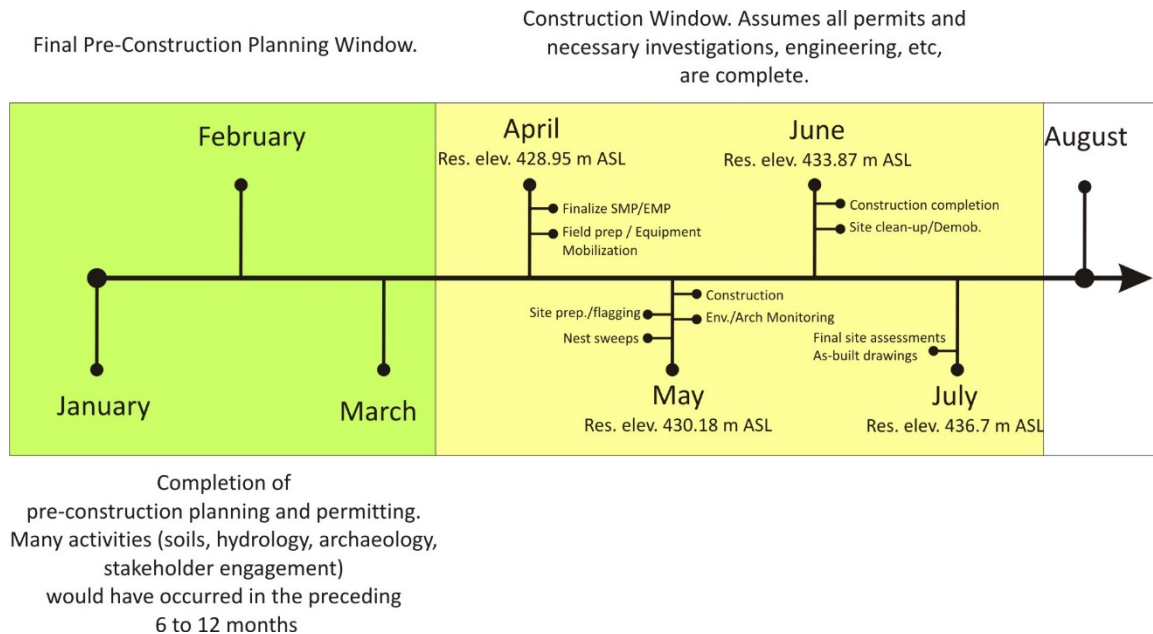 Final Pre-Construction Planning Window.
Construction Window. Assumes all permits and
necessary investigations, engineering, etc,
are complete.
February
April
Res. elev. 428.95 m ASL
Finalize SMP/EMP
Field prep / Equipment
Mobilization
June
Res. elev. 433.87 m ASL
Construction completion
Site clean-up/Demob.
August
January
March
Site prep./flagging
Nest sweeps
Construction
Env./Arch Monitoring
May
Res. elev. 430.18 m ASL
Final site assessments
As-built drawings
July
Res. elev. 436.7 m ASL
Completion of
pre-construction planning and permitting.
Many activities (soils, hydrology, archaeology,
stakeholder engagement)
would have occurred in the preceding
6 to 12 months